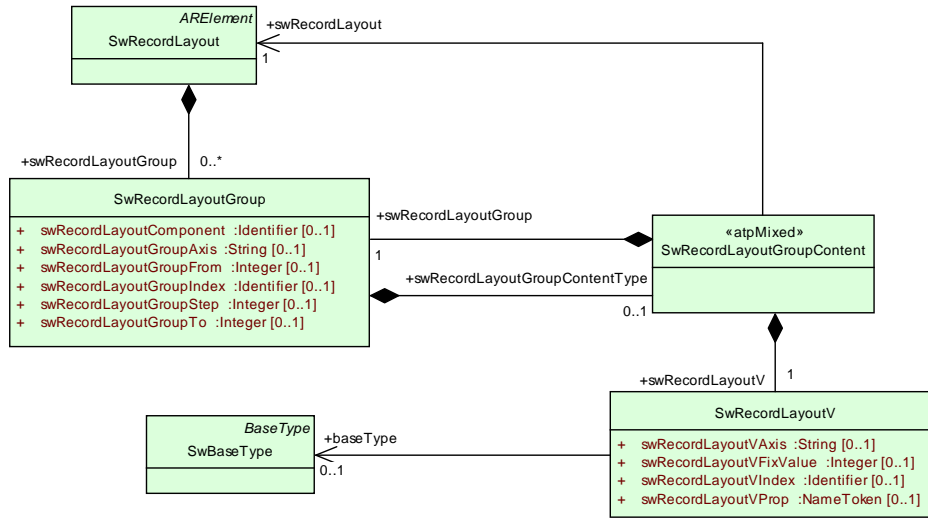 ARElement
SwRecordLayout
+swRecordLayout
1
+swRecordLayoutGroup
0..*
SwRecordLayoutGroup
+ swRecordLayoutComponent :Identifier [0..1]
+ swRecordLayoutGroupAxis :String [0..1]
+ swRecordLayoutGroupFrom :Integer [0..1]
+ swRecordLayoutGroupIndex :Identifier [0..1]
+ swRecordLayoutGroupStep :Integer [0..1]
+ swRecordLayoutGroupTo :Integer [0..1]
+swRecordLayoutGroup
1
+swRecordLayoutGroupContentType
0..1
«atpMixed»
SwRecordLayoutGroupContent
+swRecordLayoutV
1
SwRecordLayoutV
+ swRecordLayoutVAxis :String [0..1]
+ swRecordLayoutVFixValue :Integer [0..1]
+ swRecordLayoutVIndex :Identifier [0..1]
+ swRecordLayoutVProp :NameToken [0..1]
BaseType
SwBaseType
+baseType
0..1